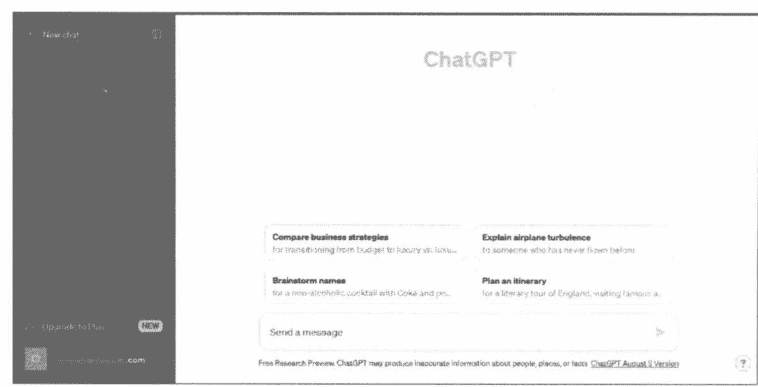 New chat
ChatGPT
Compare business strategies
for transitioning from budget to luxury vs. luxu...
Explain airplane turbulence
to someone who has never flown before
Brainstorm names
for a non-alcoholic cocktail with Coke and po...
Plan an itinerary
for a literary tour of England, visiting famous a...
Upgrade to Plus
NEW
Send a message
.com
Free Research Preview. ChatGPT may produce inaccurate information about people, places, or facts. ChatGPT August 3 Version
?